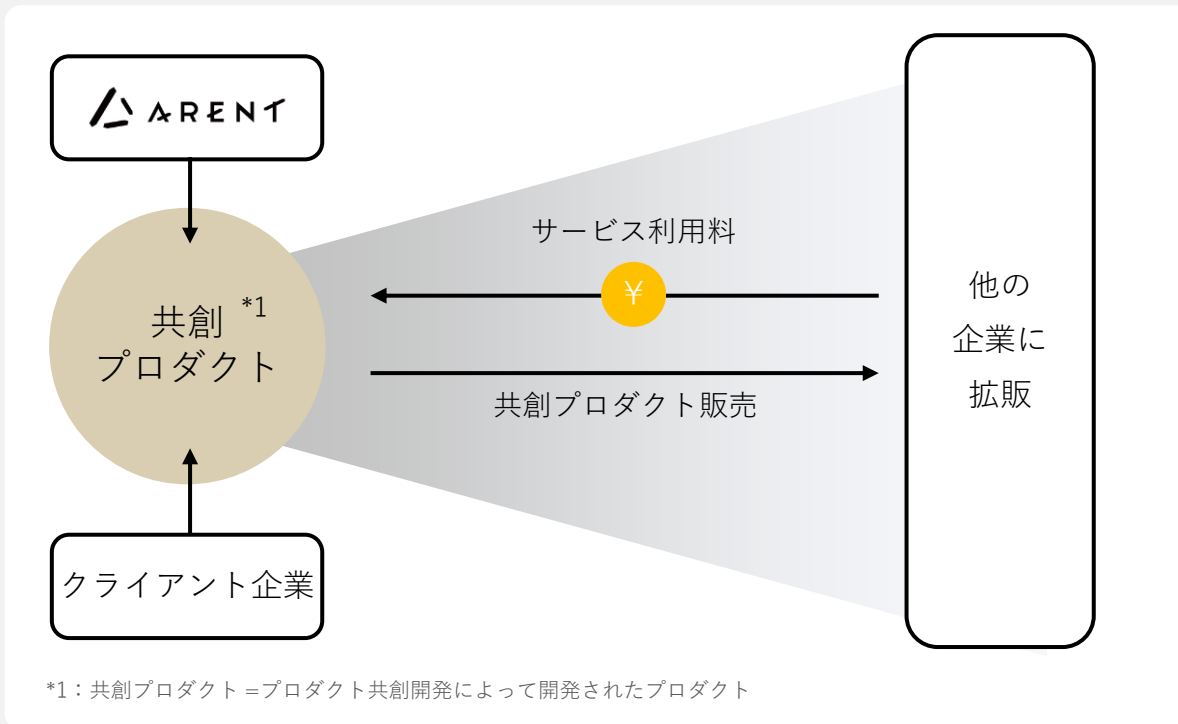 ARENT
サービス利用料
¥
共創 *1
プロダクト
他の
企業に
拡販
共創プロダクト販売
クライアント企業
*1：共創プロダクト =プロダクト共創開発によって開発されたプロダクト